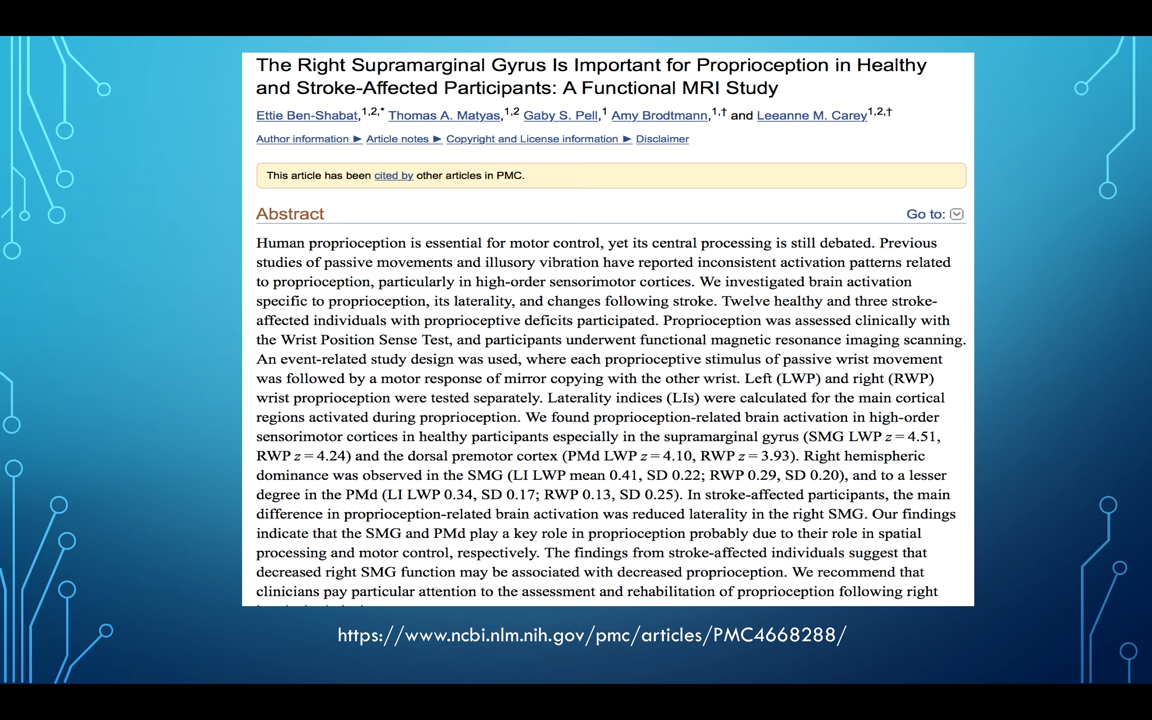 The Right Supramarginal Gyrus Is Important for Proprioception in Healthy
and Stroke-Affected Participants: A Functional MRI Study
Ettie Ben-Shabat,1,2,* Thomas A. Matyas,1,2 Gaby S. Pell,1 Amy Brodtmann,1,† and Leeanne M. Carey1,2,†
Author information ► Article notes ► Copyright and License information ► Disclaimer
This article has been cited by other articles in PMC.
Abstract Go to:
Human proprioception is essential for motor control, yet its central processing is still debated. Previous
studies of passive movements and illusory vibration have reported inconsistent activation patterns related
to proprioception, particularly in high-order sensorimotor cortices. We investigated brain activation
specific to proprioception, its laterality, and changes following stroke. Twelve healthy and three stroke-
affected individuals with proprioceptive deficits participated. Proprioception was assessed clinically with
the Wrist Position Sense Test, and participants underwent functional magnetic resonance imaging scanning.
An event-related study design was used, where each proprioceptive stimulus of passive wrist movement
was followed by a motor response of mirror copying with the other wrist. Left (LWP) and right (RWP)
wrist proprioception were tested separately. Laterality indices (LIs) were calculated for the main cortical
regions activated during proprioception. We found proprioception-related brain activation in high-order
sensorimotor cortices in healthy participants especially in the supramarginal gyrus (SMG LWP z = 4.51,
RWP z = 4.24) and the dorsal premotor cortex (PMd LWP z = 4.10, RWP z = 3.93). Right hemispheric
dominance was observed in the SMG (LI LWP mean 0.41, SD 0.22; RWP 0.29, SD 0.20), and to a lesser
degree in the PMd (LI LWP 0.34, SD 0.17; RWP 0.13, SD 0.25). In stroke-affected participants, the main
difference in proprioception-related brain activation was reduced laterality in the right SMG. Our findings
indicate that the SMG and PMd play a key role in proprioception probably due to their role in spatial
processing and motor control, respectively. The findings from stroke-affected individuals suggest that
decreased right SMG function may be associated with decreased proprioception. We recommend that
clinicians pay particular attention to the assessment and rehabilitation of proprioception following right
https://www.ncbi.nlm.nih.gov/pmc/articles/PMC4668288/